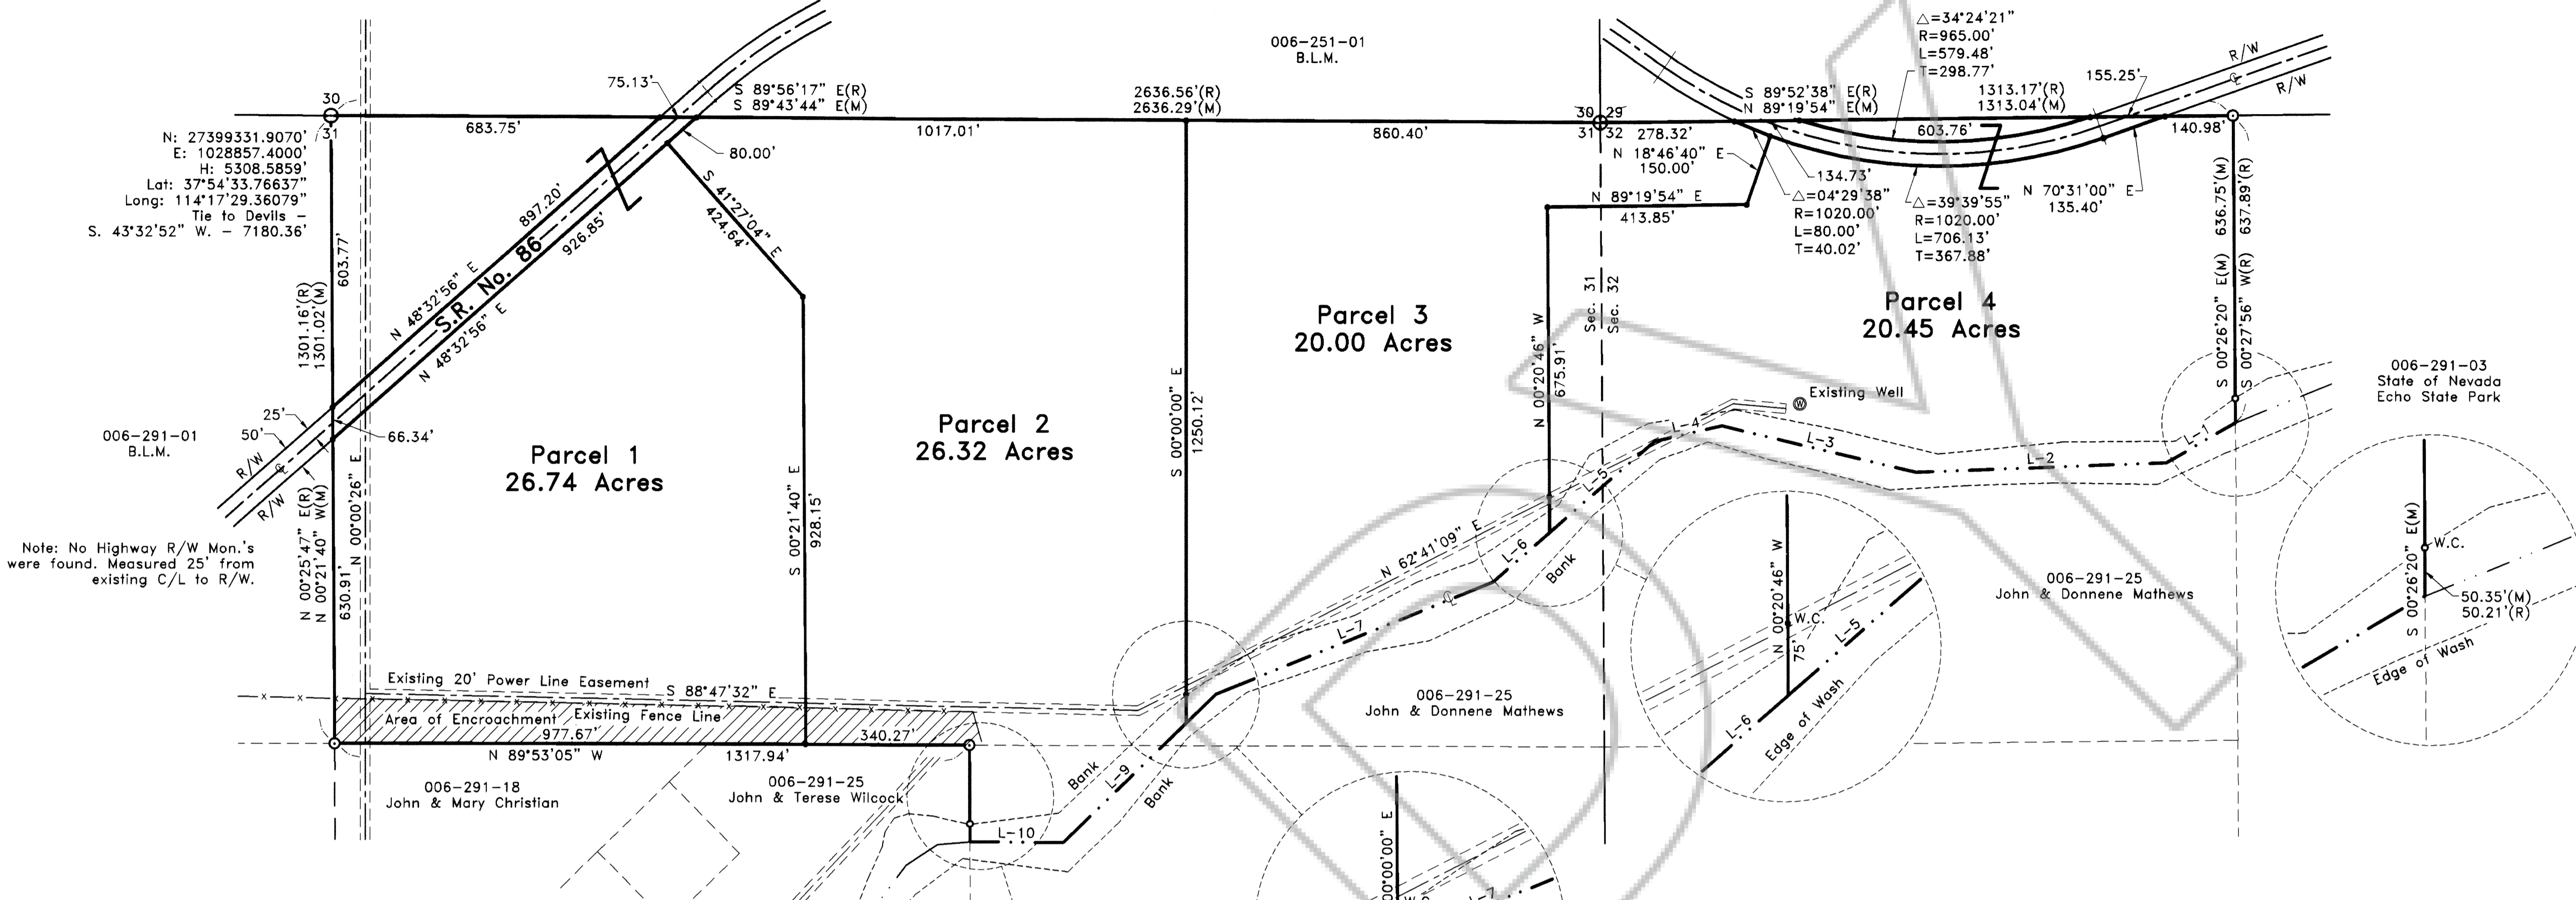 006-251-01
B.L.M.
△=34°24'21"
R=965.00'
L=579.48'
T=298.77'
R/W
℄
R/W
75.13'
S 89°56'17" E(R)
S 89°43'44" E(M)
2636.56'(R)
2636.29'(M)
S 89°52'38" E(R)
N 89°19'54" E(M)
1313.17'(R)
1313.04'(M)
155.25'
30
31
683.75'
1017.01'
860.40'
30 29
31 32
278.32'
603.76'
140.98'
80.00'
N: 27399331.9070'
E: 1028857.4000'
H: 5308.5859'
Lat: 37°54'33.76637"
Long: 114°17'29.36079"
Tie to Devils -
S. 43°32'52" W. - 7180.36'
N 18°46'40" E
150.00'
134.73'
△=04°29'38"
R=1020.00'
L=80.00'
T=40.02'
△=39°39'55"
R=1020.00'
L=706.13'
T=367.88'
N 70°31'00" E
135.40'
N 89°19'54" E
413.85'
S 41°27'04" E
424.64'
897.20'
926.85'
N 48°32'56" E
S.R. No. 86
N 48°32'56" E
603.77'
1301.16'(R)
1301.02'(M)
S 00°26'20" E(M) 636.75'(M)
S 00°27'56" W(R) 637.89'(R)
Sec. 31
Sec. 32
Parcel 4
20.45 Acres
Parcel 3
20.00 Acres
N 00°20'46" W
675.91'
S 00°00'00" E
1250.12'
Existing Well
006-291-03
State of Nevada
Echo State Park
25'
50'
66.34'
R/W
℄
R/W
006-291-01
B.L.M.
Parcel 1
26.74 Acres
Parcel 2
26.32 Acres
S 00°21'40" E
928.15'
L-4
L-3
L-2
L-1
L-5
L-6
N 62°41'09" E
Bank
℄
L-7
N 00°25'47" E(R)
N 00°21'40" W(M)
630.91'
N 00°00'26" E
Note: No Highway R/W Mon.'s
were found. Measured 25' from
existing C/L to R/W.
N 00°20'46" W
W.C.
75'
L-5
L-6
Edge of Wash
006-291-25
John & Donnene Mathews
S 00°26'20" E(M)
W.C.
50.35'(M)
50.21'(R)
Edge of Wash
006-291-25
John & Donnene Mathews
Existing 20' Power Line Easement
S 88°47'32" E
Area of Encroachment
Existing Fence Line
977.67'
340.27'
N 89°53'05" W
1317.94'
006-291-18
John & Mary Christian
006-291-25
John & Terese Wilcock
Bank
L-9
Bank
L-10